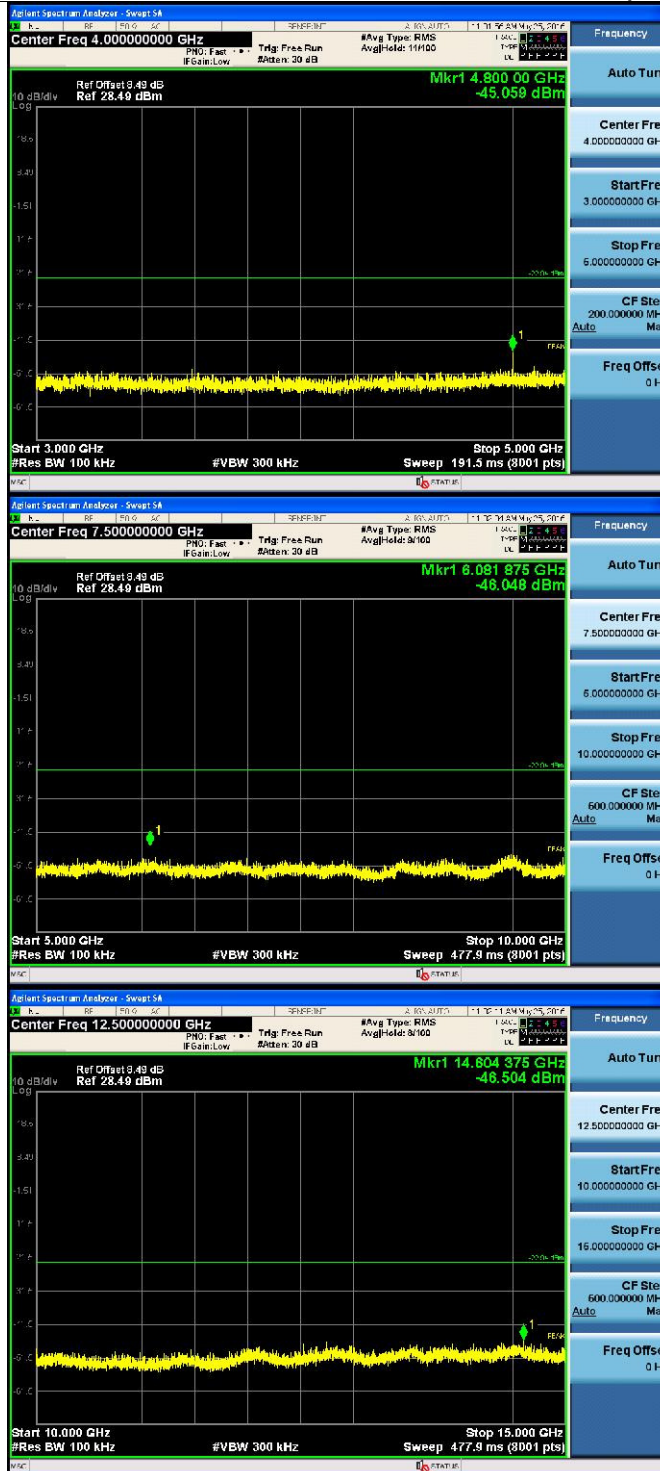 Agilent Spectrum Analyzer - Swept SA
Center Freq 4.000000000 GHz
PNO: Fast
IFGain:Low
Trig: Free Run
#Atten: 30 dB
#Avg Type: RMS
Avg|Hold: 11/100
Frequency
Mkr1 4.800 00 GHz
-45.059 dBm
Ref Offset 8.49 dB
10 dB/div Ref 28.49 dBm
Log
Auto Tun
Center Fre
4.000000000 GH
Start Fre
3.000000000 GH
Stop Fre
5.000000000 GH
CF Ste
200.000000 MH
Auto Ma
Freq Offse
0 H
1
PEAK
Start 3.000 GHz
Stop 5.000 GHz
#Res BW 100 kHz #VBW 300 kHz Sweep 191.5 ms (8001 pts)
MSG STATUS
Agilent Spectrum Analyzer - Swept SA
Center Freq 7.500000000 GHz
PNO: Fast
IFGain:Low
Trig: Free Run
#Atten: 30 dB
#Avg Type: RMS
Avg|Hold: 9/100
Frequency
Mkr1 6.081 875 GHz
-46.048 dBm
Ref Offset 8.49 dB
10 dB/div Ref 28.49 dBm
Log
Auto Tun
Center Fre
7.500000000 GH
Start Fre
5.000000000 GH
Stop Fre
10.000000000 GH
CF Ste
500.000000 MH
Auto Ma
Freq Offse
0 H
1
PEAK
Start 5.000 GHz
Stop 10.000 GHz
#Res BW 100 kHz #VBW 300 kHz Sweep 477.9 ms (8001 pts)
MSG STATUS
Agilent Spectrum Analyzer - Swept SA
Center Freq 12.500000000 GHz
PNO: Fast
IFGain:Low
Trig: Free Run
#Atten: 30 dB
#Avg Type: RMS
Avg|Hold: 8/100
Frequency
Mkr1 14.604 375 GHz
-46.504 dBm
Ref Offset 8.49 dB
10 dB/div Ref 28.49 dBm
Log
Auto Tun
Center Fre
12.500000000 GH
Start Fre
10.000000000 GH
Stop Fre
15.000000000 GH
CF Ste
500.000000 MH
Auto Ma
Freq Offse
0 H
1
PEAK
Start 10.000 GHz
Stop 15.000 GHz
#Res BW 100 kHz #VBW 300 kHz Sweep 477.9 ms (8001 pts)
MSG STATUS